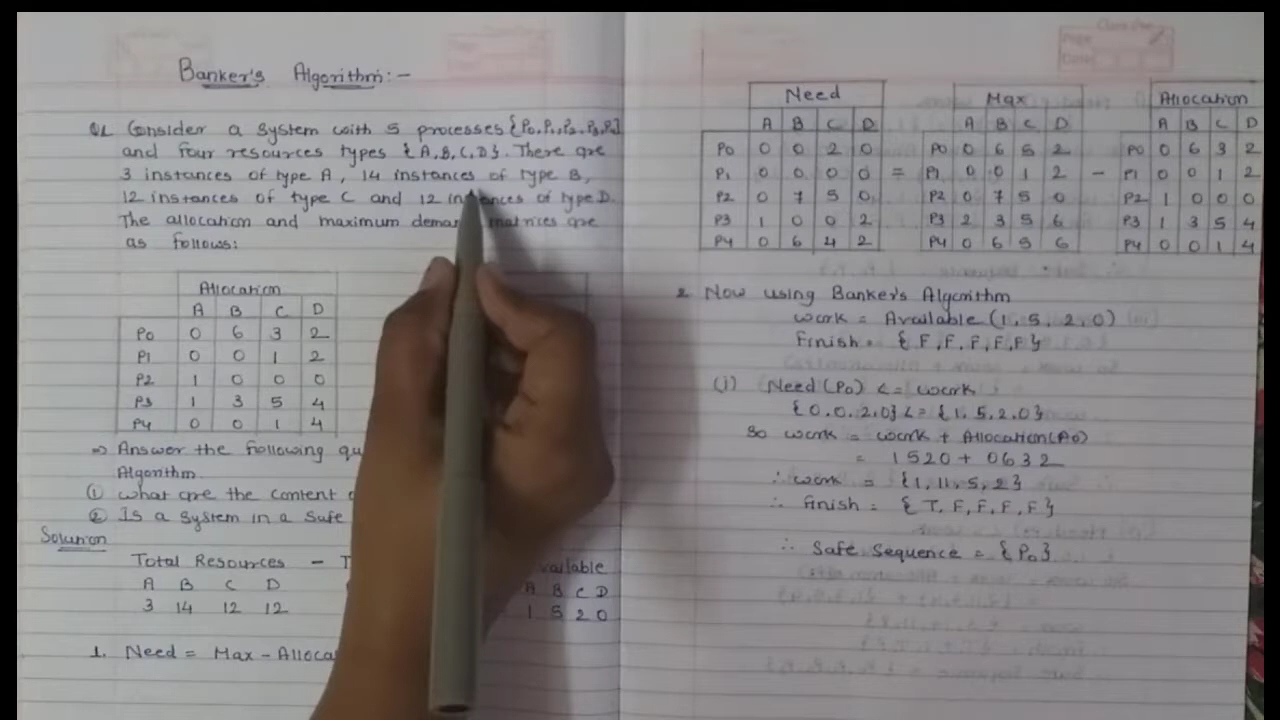 Banker's Algorithm:-
Q1. Consider a system with 5 processes {P0, P1, P2, P3, P4}
and four resources types {A,B,C,D}. There are
3 instances of type A, 14 instances of type B,
12 instances of type C and 12 instances of type D.
The allocation and maximum deman matrices are
as follows:
Allocation
A B C D
P0 0 6 3 2
P1 0 0 1 2
P2 1 0 0 0
P3 1 3 5 4
P4 0 0 1 4
⇒ Answer the following
Algorithm.
① what are the content
② Is a system in a safe
Solution
Total Resources -
A B C D
3 14 12 12
Available
A B C D
1 5 2 0
1. Need = Max - Alloca
Need Max Allocation
A B C D A B C D A B C D
P0 0 0 2 0 P0 0 6 5 2 P0 0 6 3 2
P1 0 0 0 0 = P1 0 0 1 2 - P1 0 0 1 2
P2 0 7 5 0 P2 0 7 5 0 P2 1 0 0 0
P3 1 0 0 2 P3 2 3 5 6 P3 1 3 5 4
P4 0 6 4 2 P4 0 6 5 6 P4 0 0 1 4
2. Now using Banker's Algorithm
work = Available (1, 5, 2, 0)
Finish = { F, F, F, F, F }
(i) Need (P0) <= work
{0,0,2,0} <= {1,5,2,0}
So work = work + Allocation(P0)
= 1520 + 0632
∴ work = {1, 11, 5, 2}
∴ finish = { T, F, F, F, F }
∴ Safe Sequence = {P0}